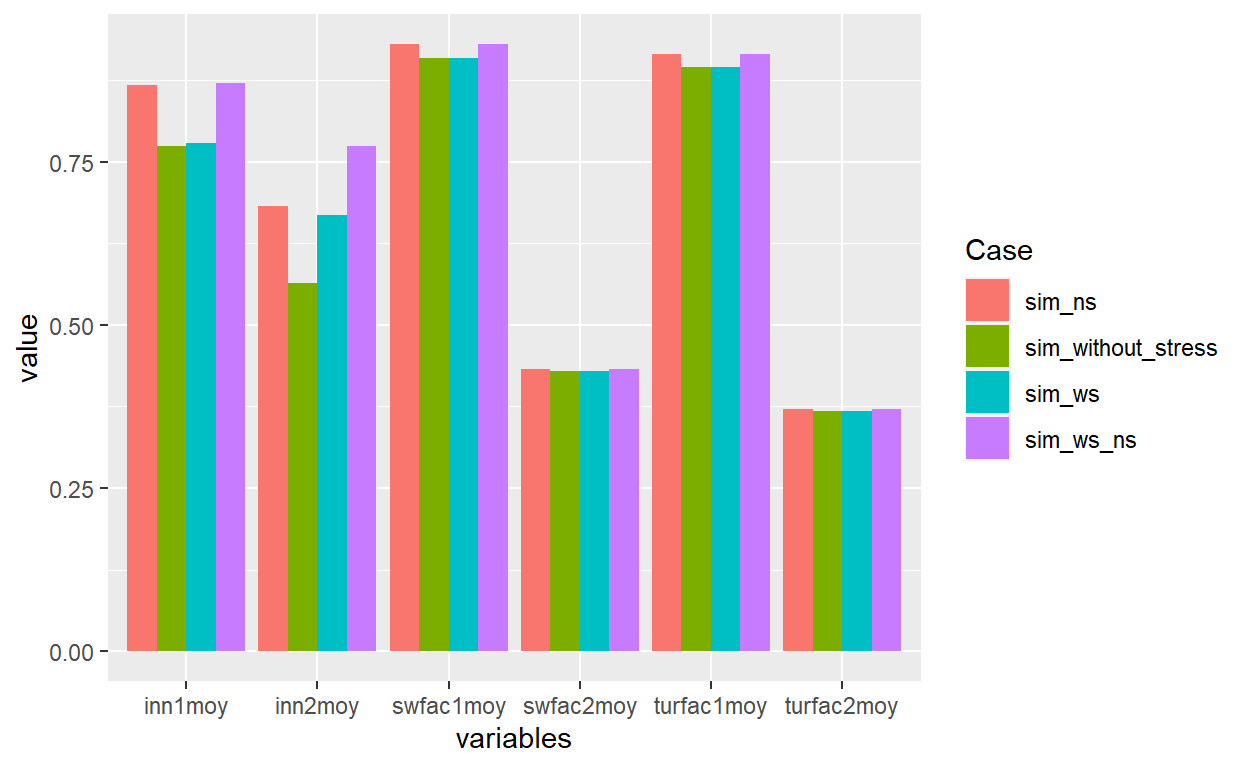 value
0.75
0.50
0.25
0.00
inn1moy inn2moy swfac1moy swfac2moy turfac1moy turfac2moy
variables
Case
sim_ns
sim_without_stress
sim_ws
sim_ws_ns